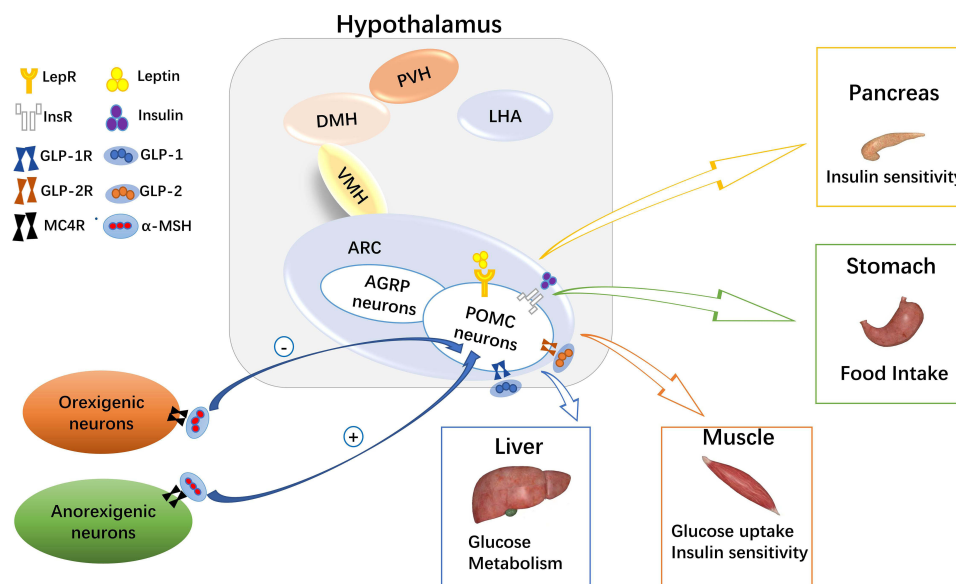 Hypothalamus
LepR
Leptin
InsR
Insulin
GLP-1R
GLP-1
GLP-2R
GLP-2
MC4R
α-MSH
PVH
DMH
LHA
VMH
ARC
AGRP
neurons
POMC
neurons
-
+
Orexigenic
neurons
Anorexigenic
neurons
Pancreas
Insulin sensitivity
Stomach
Food Intake
Liver
Glucose
Metabolism
Muscle
Glucose uptake
Insulin sensitivity